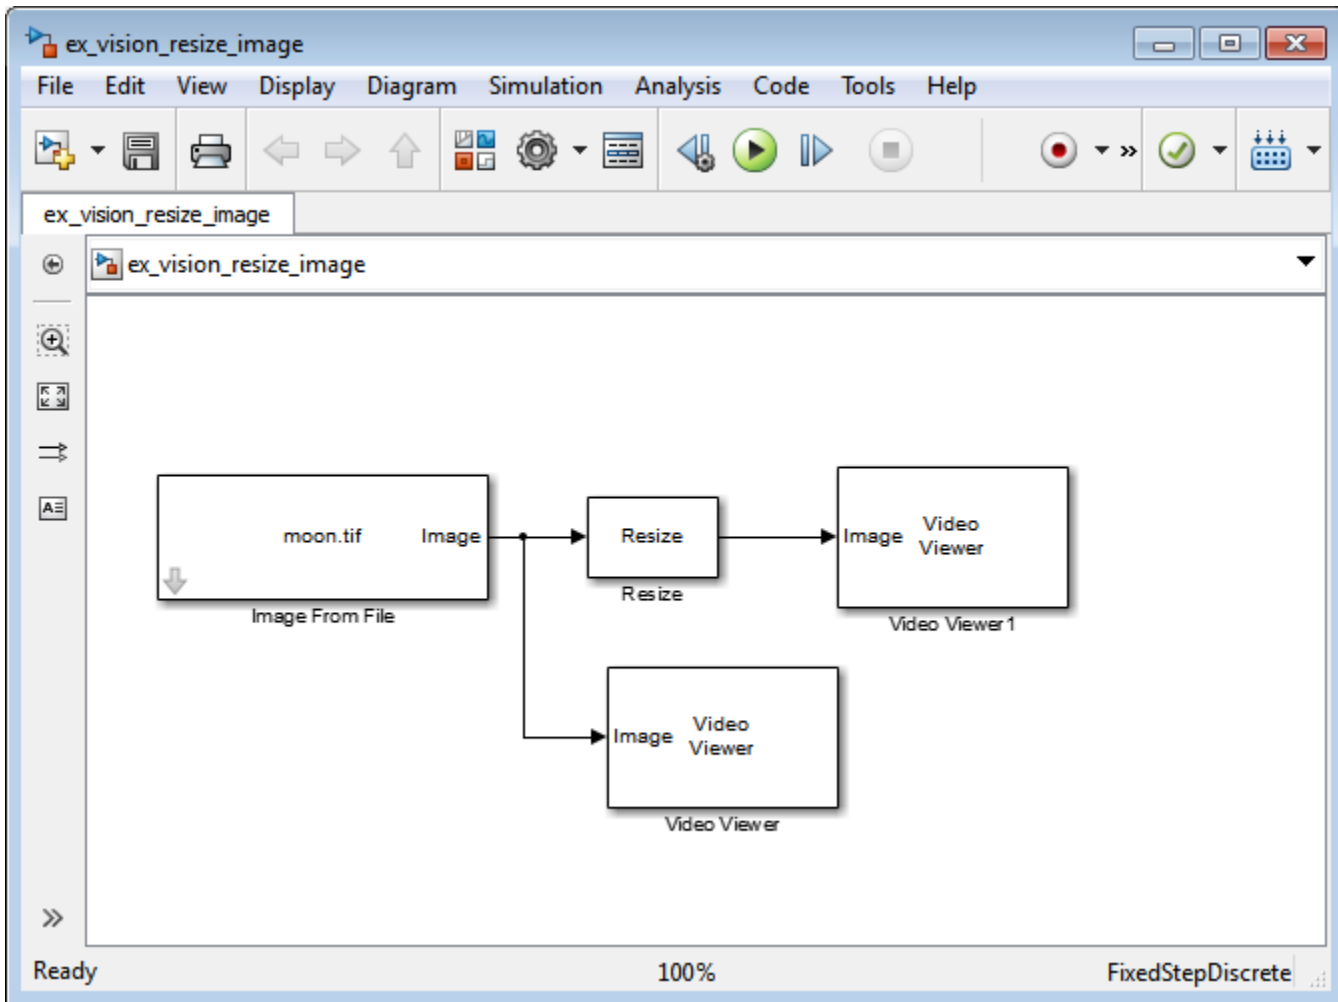 ex_vision_resize_image
File Edit View Display Diagram Simulation Analysis Code Tools Help
ex_vision_resize_image
ex_vision_resize_image
moon.tif Image
Image From File
Resize
Resize
Image Video
Viewer
Video Viewer1
Image Video
Viewer
Video Viewer
Ready 100% FixedStepDiscrete